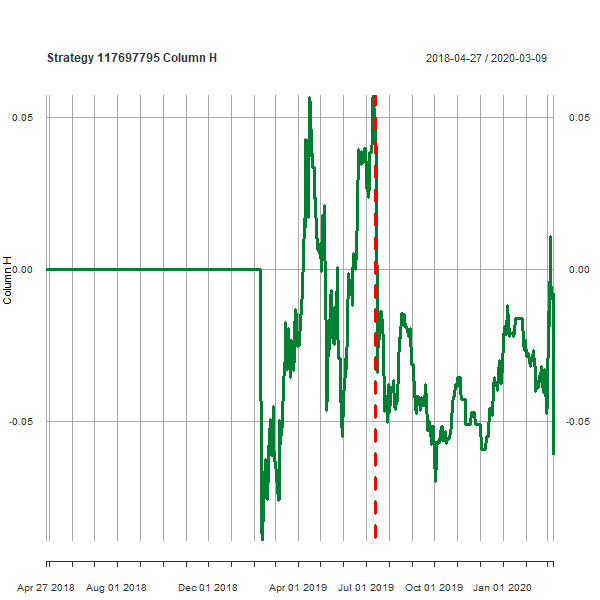 Strategy 117697795 Column H 2018-04-27 / 2020-03-09
0.05 0.05
0.00 0.00
-0.05 -0.05
Column H
Apr 27 2018 Aug 01 2018 Dec 01 2018 Apr 01 2019 Jul 01 2019 Oct 01 2019 Jan 01 2020